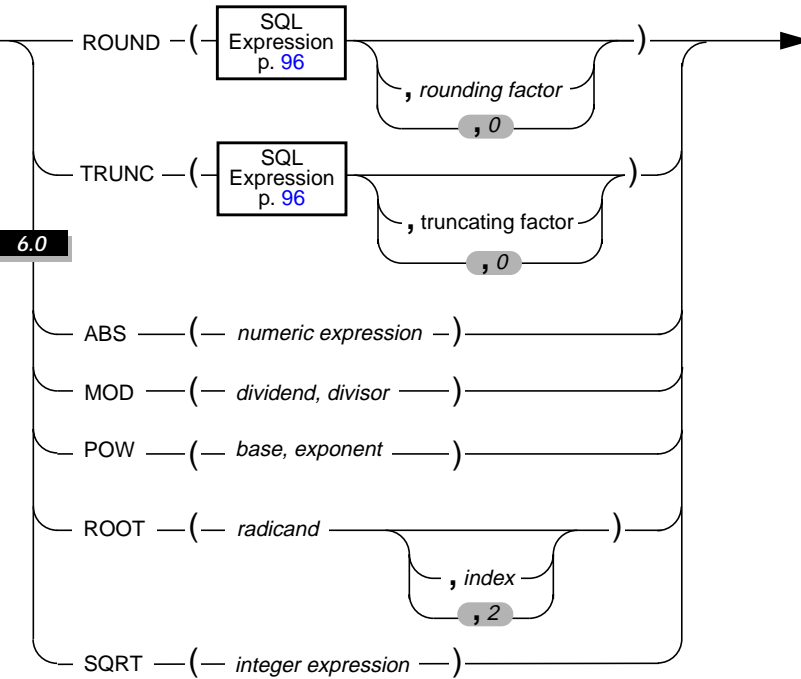 ROUND ( SQL Expression p. 96 )
, rounding factor
, 0
TRUNC ( SQL Expression p. 96 )
, truncating factor
, 0
6.0
ABS ( numeric expression )
MOD ( dividend, divisor )
POW ( base, exponent )
ROOT ( radicand )
, index
, 2
SQRT ( integer expression )